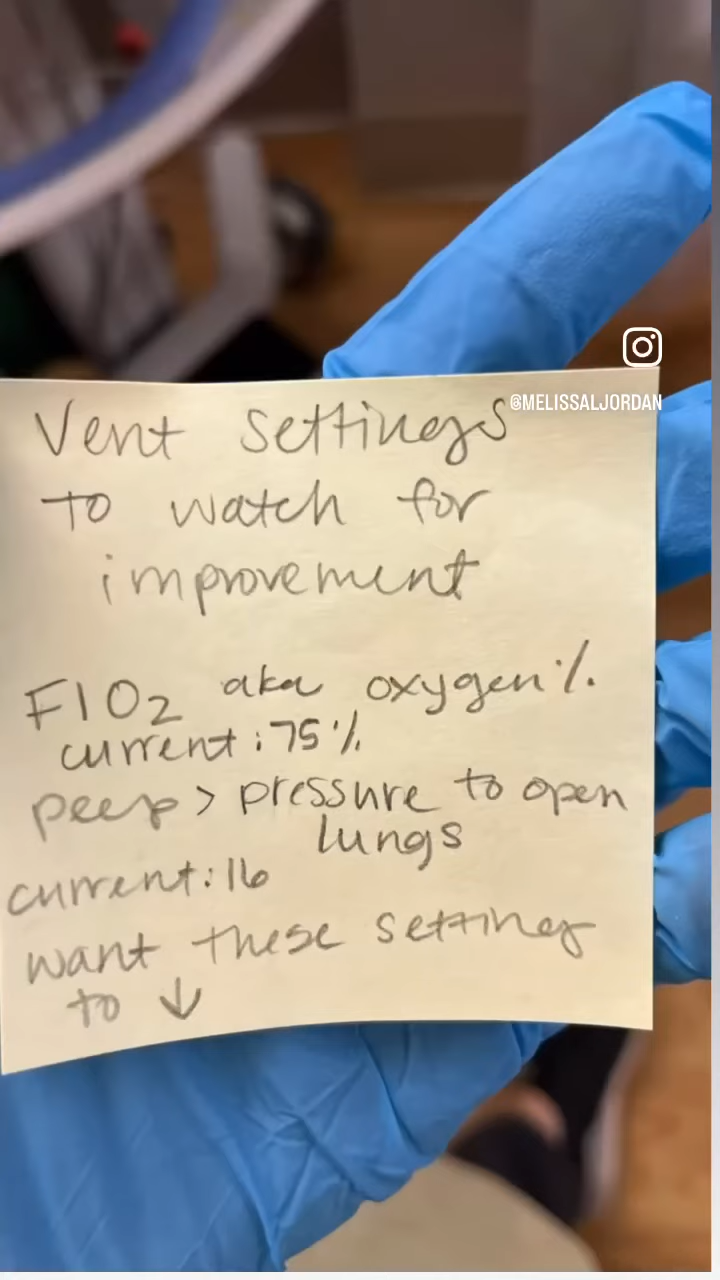 @MELISSALJORDAN
Vent settings
to watch for
improvement
FIO2 aka oxygen %
current: 75%
peep > pressure to open
lungs
current: 16
want these settings
to ↓